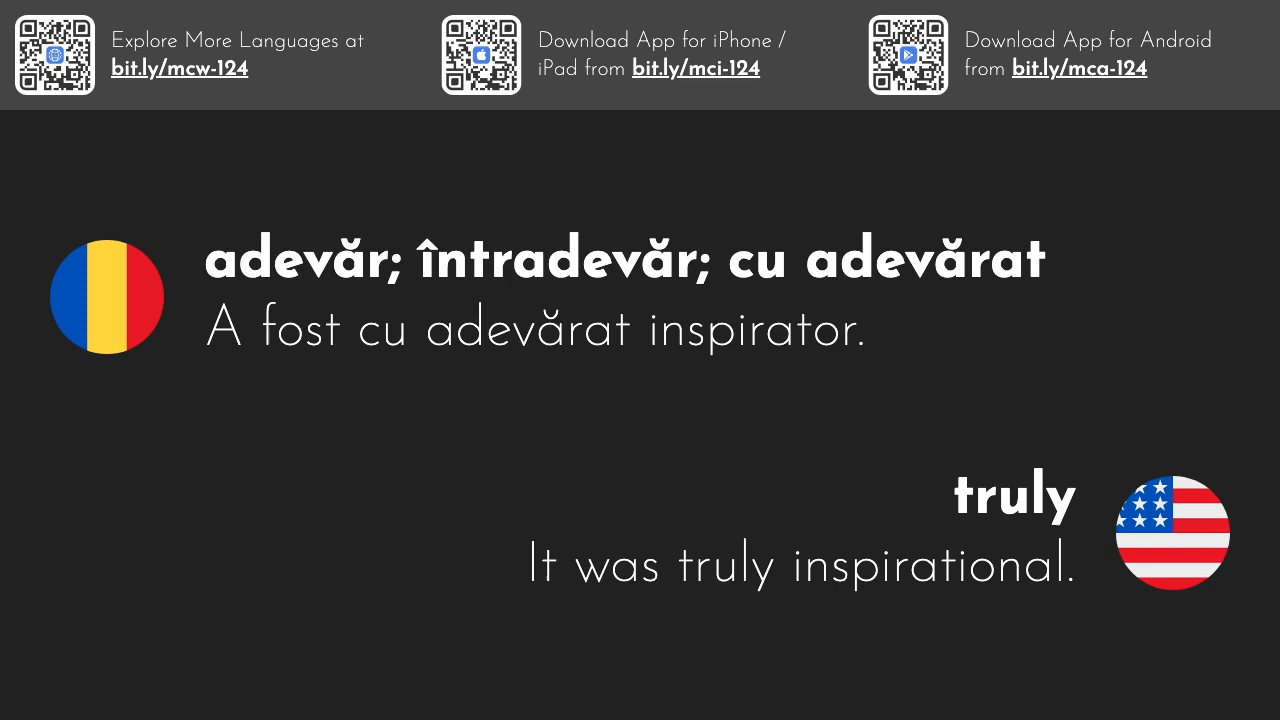 Explore More Languages at
bit.ly/mcw-124
Download App for iPhone /
iPad from bit.ly/mci-124
Download App for Android
from bit.ly/mca-124
adevăr; întradevăr; cu adevărat
A fost cu adevărat inspirator.
truly
It was truly inspirational.